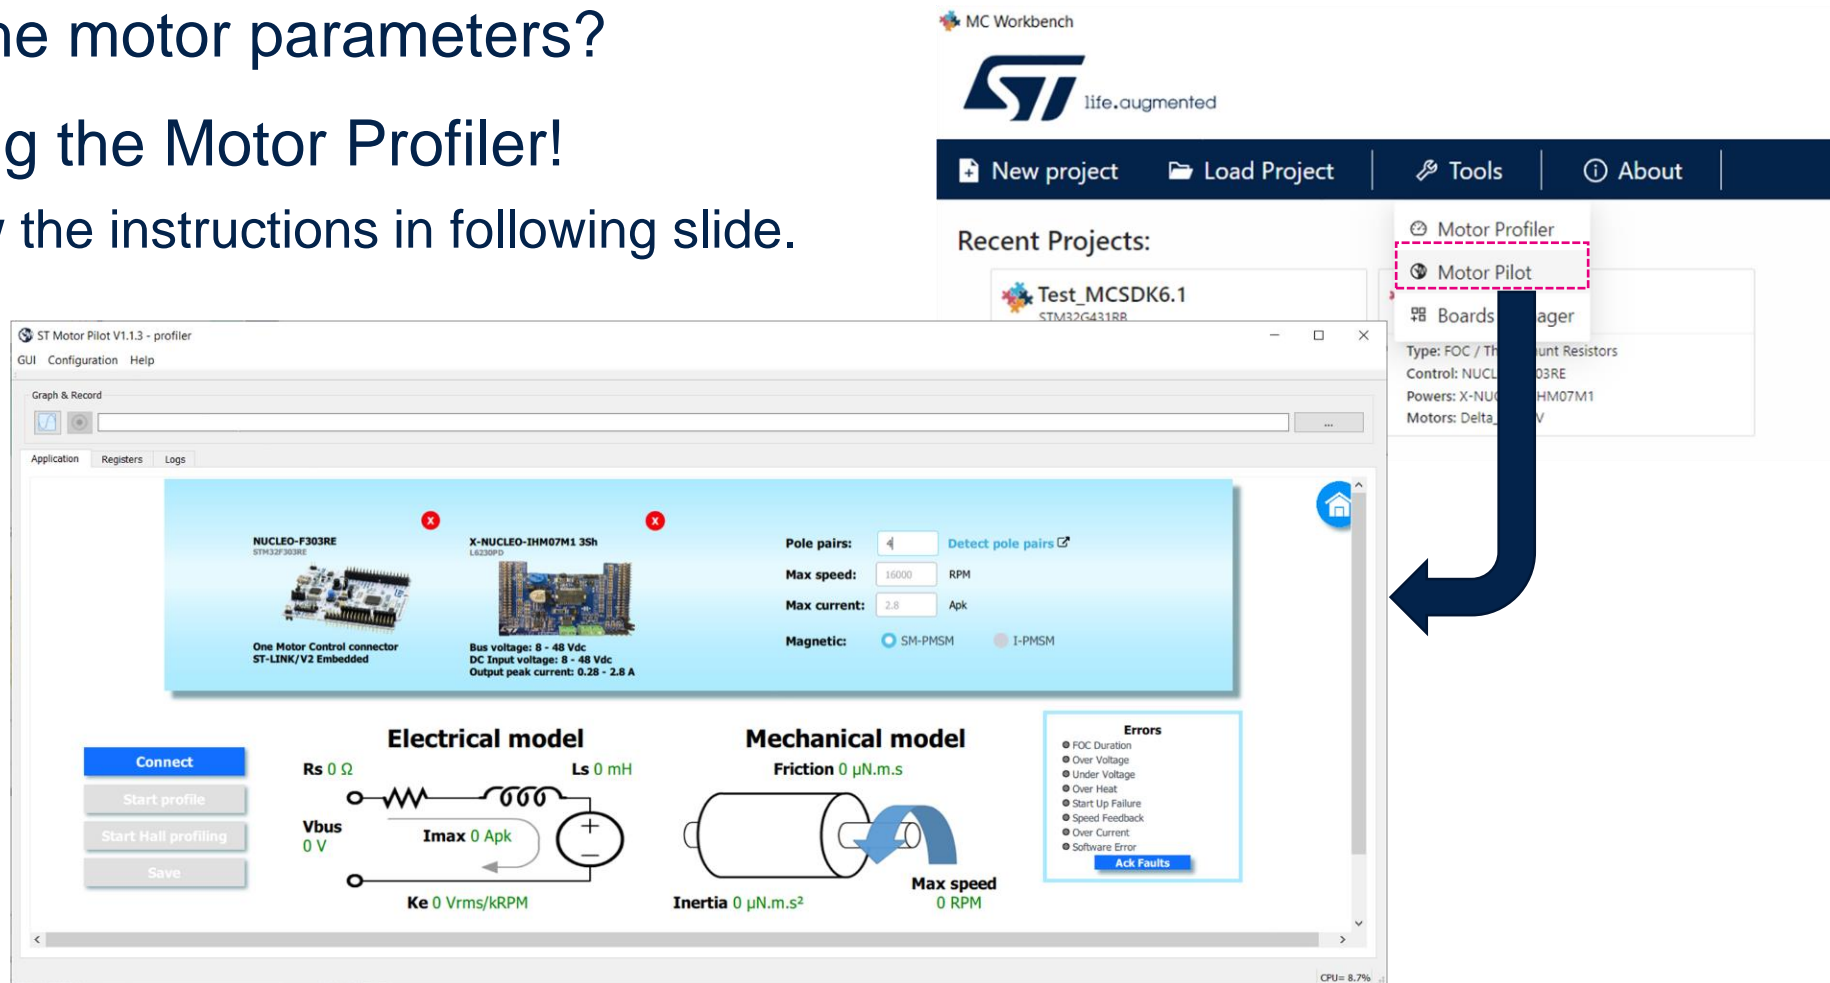 ne motor parameters?
g the Motor Profiler!
the instructions in following slide.
MC Workbench
ST
life.augmented
New project Load Project Tools About
Recent Projects:
Motor Profiler
Motor Pilot
Boards ager
Test_MCSDK6.1
STM32G431RB
Type: FOC / Th unt Resistors
Control: NUCL 03RE
Powers: X-NUC HM07M1
Motors: Delta_ V
ST Motor Pilot V1.1.3 - profiler
GUI Configuration Help
Graph & Record
...
Application Registers Logs
X X
NUCLEO-F303RE
STM32F303RE
One Motor Control connector
ST-LINK/V2 Embedded
X-NUCLEO-IHM07M1 3Sh
L6230PD
Bus voltage: 8 - 48 Vdc
DC Input voltage: 8 - 48 Vdc
Output peak current: 0.28 - 2.8 A
Pole pairs: 4 Detect pole pairs
Max speed: 16000 RPM
Max current: 2.8 Apk
Magnetic: SM-PMSM I-PMSM
Connect
Start profile
Start Hall profiling
Save
Electrical model
Rs 0 Ω Ls 0 mH
Vbus
0 V
Imax 0 Apk
Ke 0 Vrms/kRPM
Mechanical model
Friction 0 μN.m.s
Inertia 0 μN.m.s²
Max speed
0 RPM
Errors
FOC Duration
Over Voltage
Under Voltage
Over Heat
Start Up Failure
Speed Feedback
Over Current
Software Error
Ack Faults
CPU= 8.7%